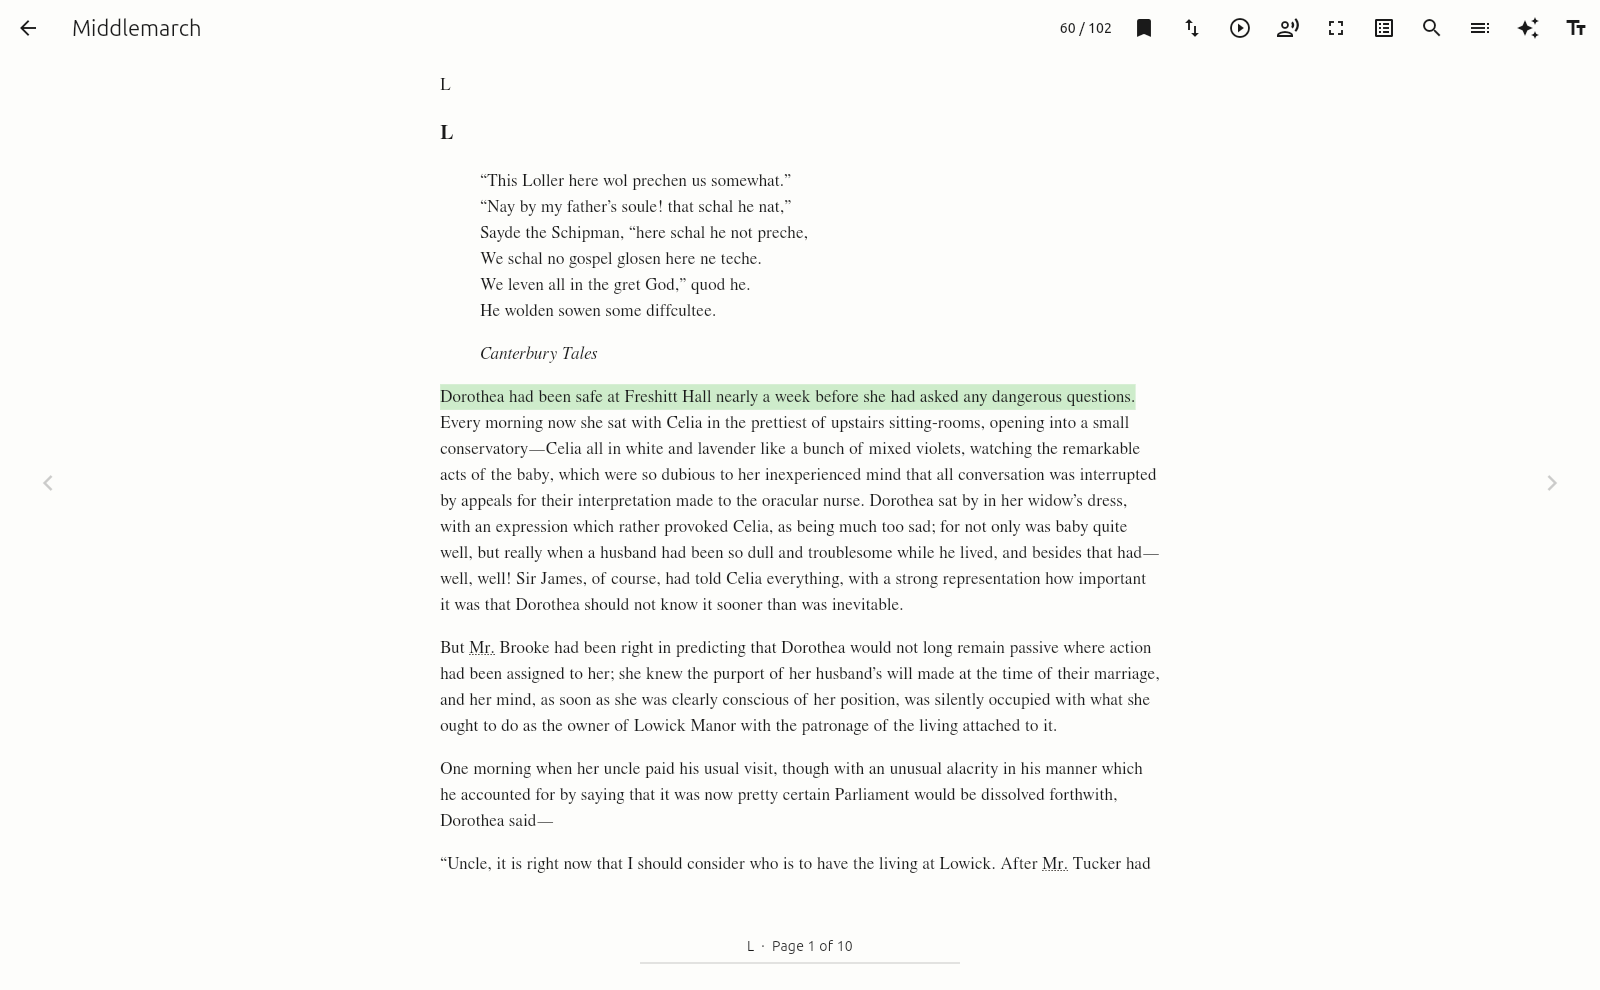 Middlemarch
60 / 102
L
L
“This Loller here wol prechen us somewhat.”
“Nay by my father’s soule! that schal he nat,”
Sayde the Schipman, “here schal he not preche,
We schal no gospel glosen here ne teche.
We leven all in the gret God,” quod he.
He wolden sowen some diffcultee.
Canterbury Tales
Dorothea had been safe at Freshitt Hall nearly a week before she had asked any dangerous questions.
Every morning now she sat with Celia in the prettiest of upstairs sitting-rooms, opening into a small
conservatory—Celia all in white and lavender like a bunch of mixed violets, watching the remarkable
acts of the baby, which were so dubious to her inexperienced mind that all conversation was interrupted
by appeals for their interpretation made to the oracular nurse. Dorothea sat by in her widow’s dress,
with an expression which rather provoked Celia, as being much too sad; for not only was baby quite
well, but really when a husband had been so dull and troublesome while he lived, and besides that had—
well, well! Sir James, of course, had told Celia everything, with a strong representation how important
it was that Dorothea should not know it sooner than was inevitable.
But Mr. Brooke had been right in predicting that Dorothea would not long remain passive where action
had been assigned to her; she knew the purport of her husband’s will made at the time of their marriage,
and her mind, as soon as she was clearly conscious of her position, was silently occupied with what she
ought to do as the owner of Lowick Manor with the patronage of the living attached to it.
One morning when her uncle paid his usual visit, though with an unusual alacrity in his manner which
he accounted for by saying that it was now pretty certain Parliament would be dissolved forthwith,
Dorothea said—
“Uncle, it is right now that I should consider who is to have the living at Lowick. After Mr. Tucker had
L · Page 1 of 10